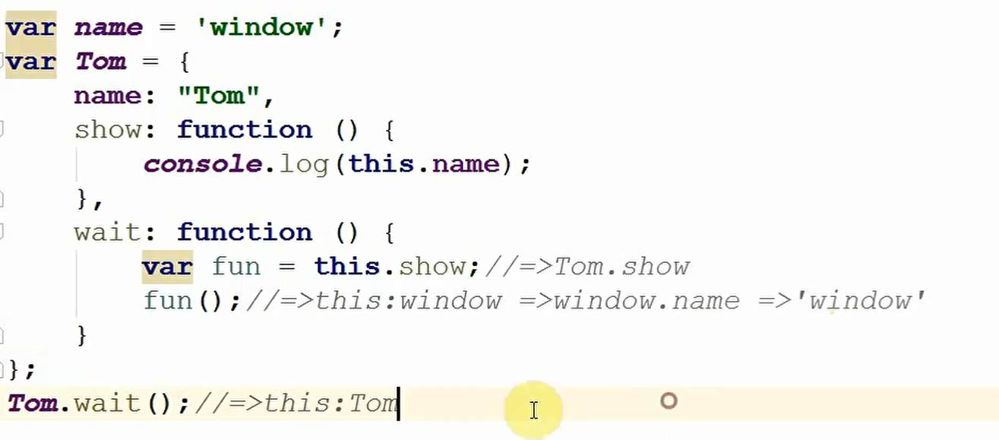 var name = 'window';
var Tom = {
    name: "Tom",
    show: function () {
        console.log(this.name);
    },
    wait: function () {
        var fun = this.show;//=>Tom.show
        fun();//=>this:window =>window.name =>'window'
    }
};
Tom.wait();//=>this:Tom